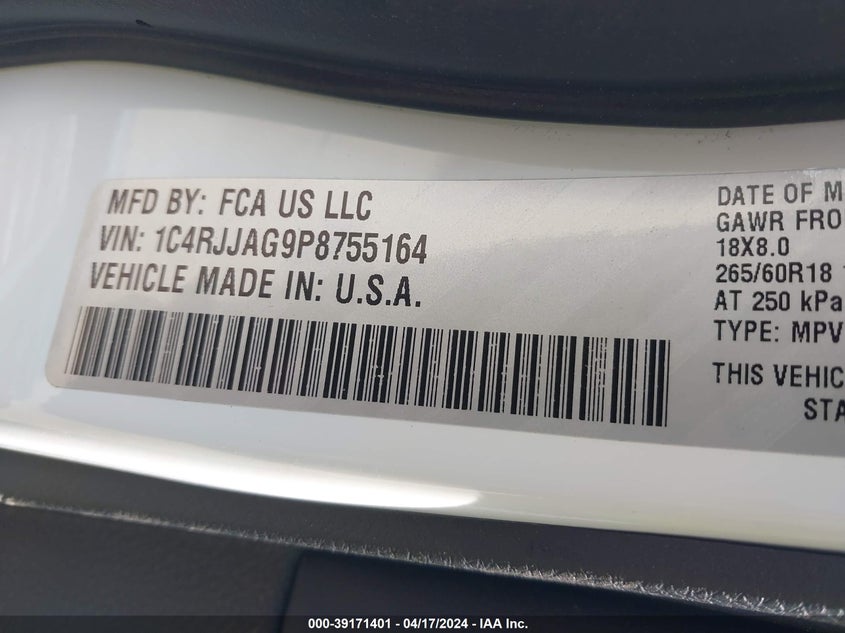 MFD BY: FCA US LLC
VIN: 1C4RJJAG9P8755164
VEHICLE MADE IN: U.S.A.
DATE OF M
GAWR FRO
18X8.0
265/60R18
AT 250 kPa
TYPE: MPV
THIS VEHIC
STA
000-39171401 - 04/17/2024 - IAA Inc.